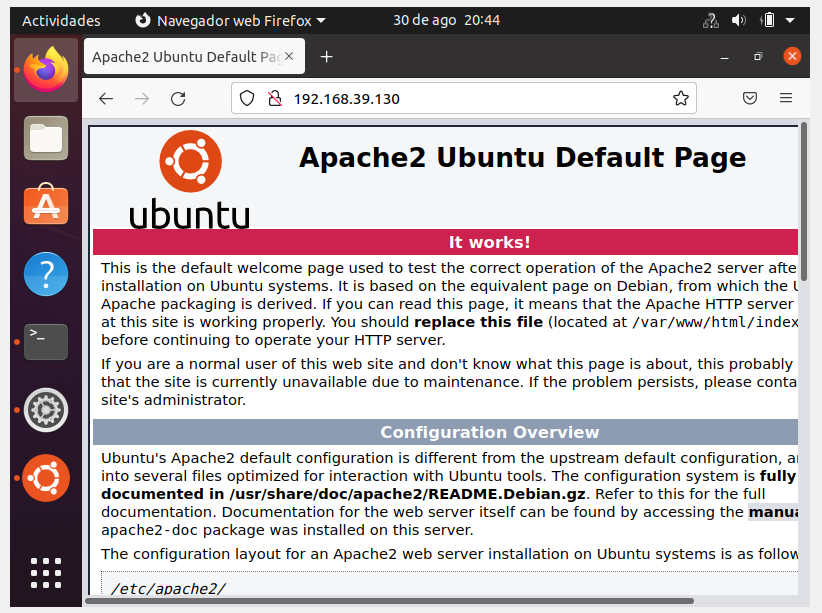 Actividades
Navegador web Firefox
30 de ago 20:44
Apache2 Ubuntu Default Pag
192.168.39.130
ubuntu
Apache2 Ubuntu Default Page
It works!
This is the default welcome page used to test the correct operation of the Apache2 server afte
installation on Ubuntu systems. It is based on the equivalent page on Debian, from which the U
Apache packaging is derived. If you can read this page, it means that the Apache HTTP server
at this site is working properly. You should replace this file (located at /var/www/html/index
before continuing to operate your HTTP server.
If you are a normal user of this web site and don't know what this page is about, this probably
that the site is currently unavailable due to maintenance. If the problem persists, please conta
site's administrator.
Configuration Overview
Ubuntu's Apache2 default configuration is different from the upstream default configuration, a
into several files optimized for interaction with Ubuntu tools. The configuration system is fully
documented in /usr/share/doc/apache2/README.Debian.gz. Refer to this for the full
documentation. Documentation for the web server itself can be found by accessing the manua
apache2-doc package was installed on this server.
The configuration layout for an Apache2 web server installation on Ubuntu systems is as follow
/etc/apache2/